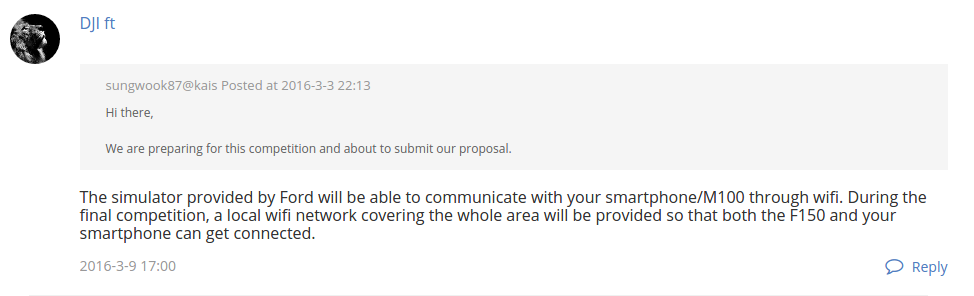 DJI ft
sungwook87@kais Posted at 2016-3-3 22:13
Hi there,
We are preparing for this competition and about to submit our proposal.
The simulator provided by Ford will be able to communicate with your smartphone/M100 through wifi. During the
final competition, a local wifi network covering the whole area will be provided so that both the F150 and your
smartphone can get connected.
2016-3-9 17:00
Reply